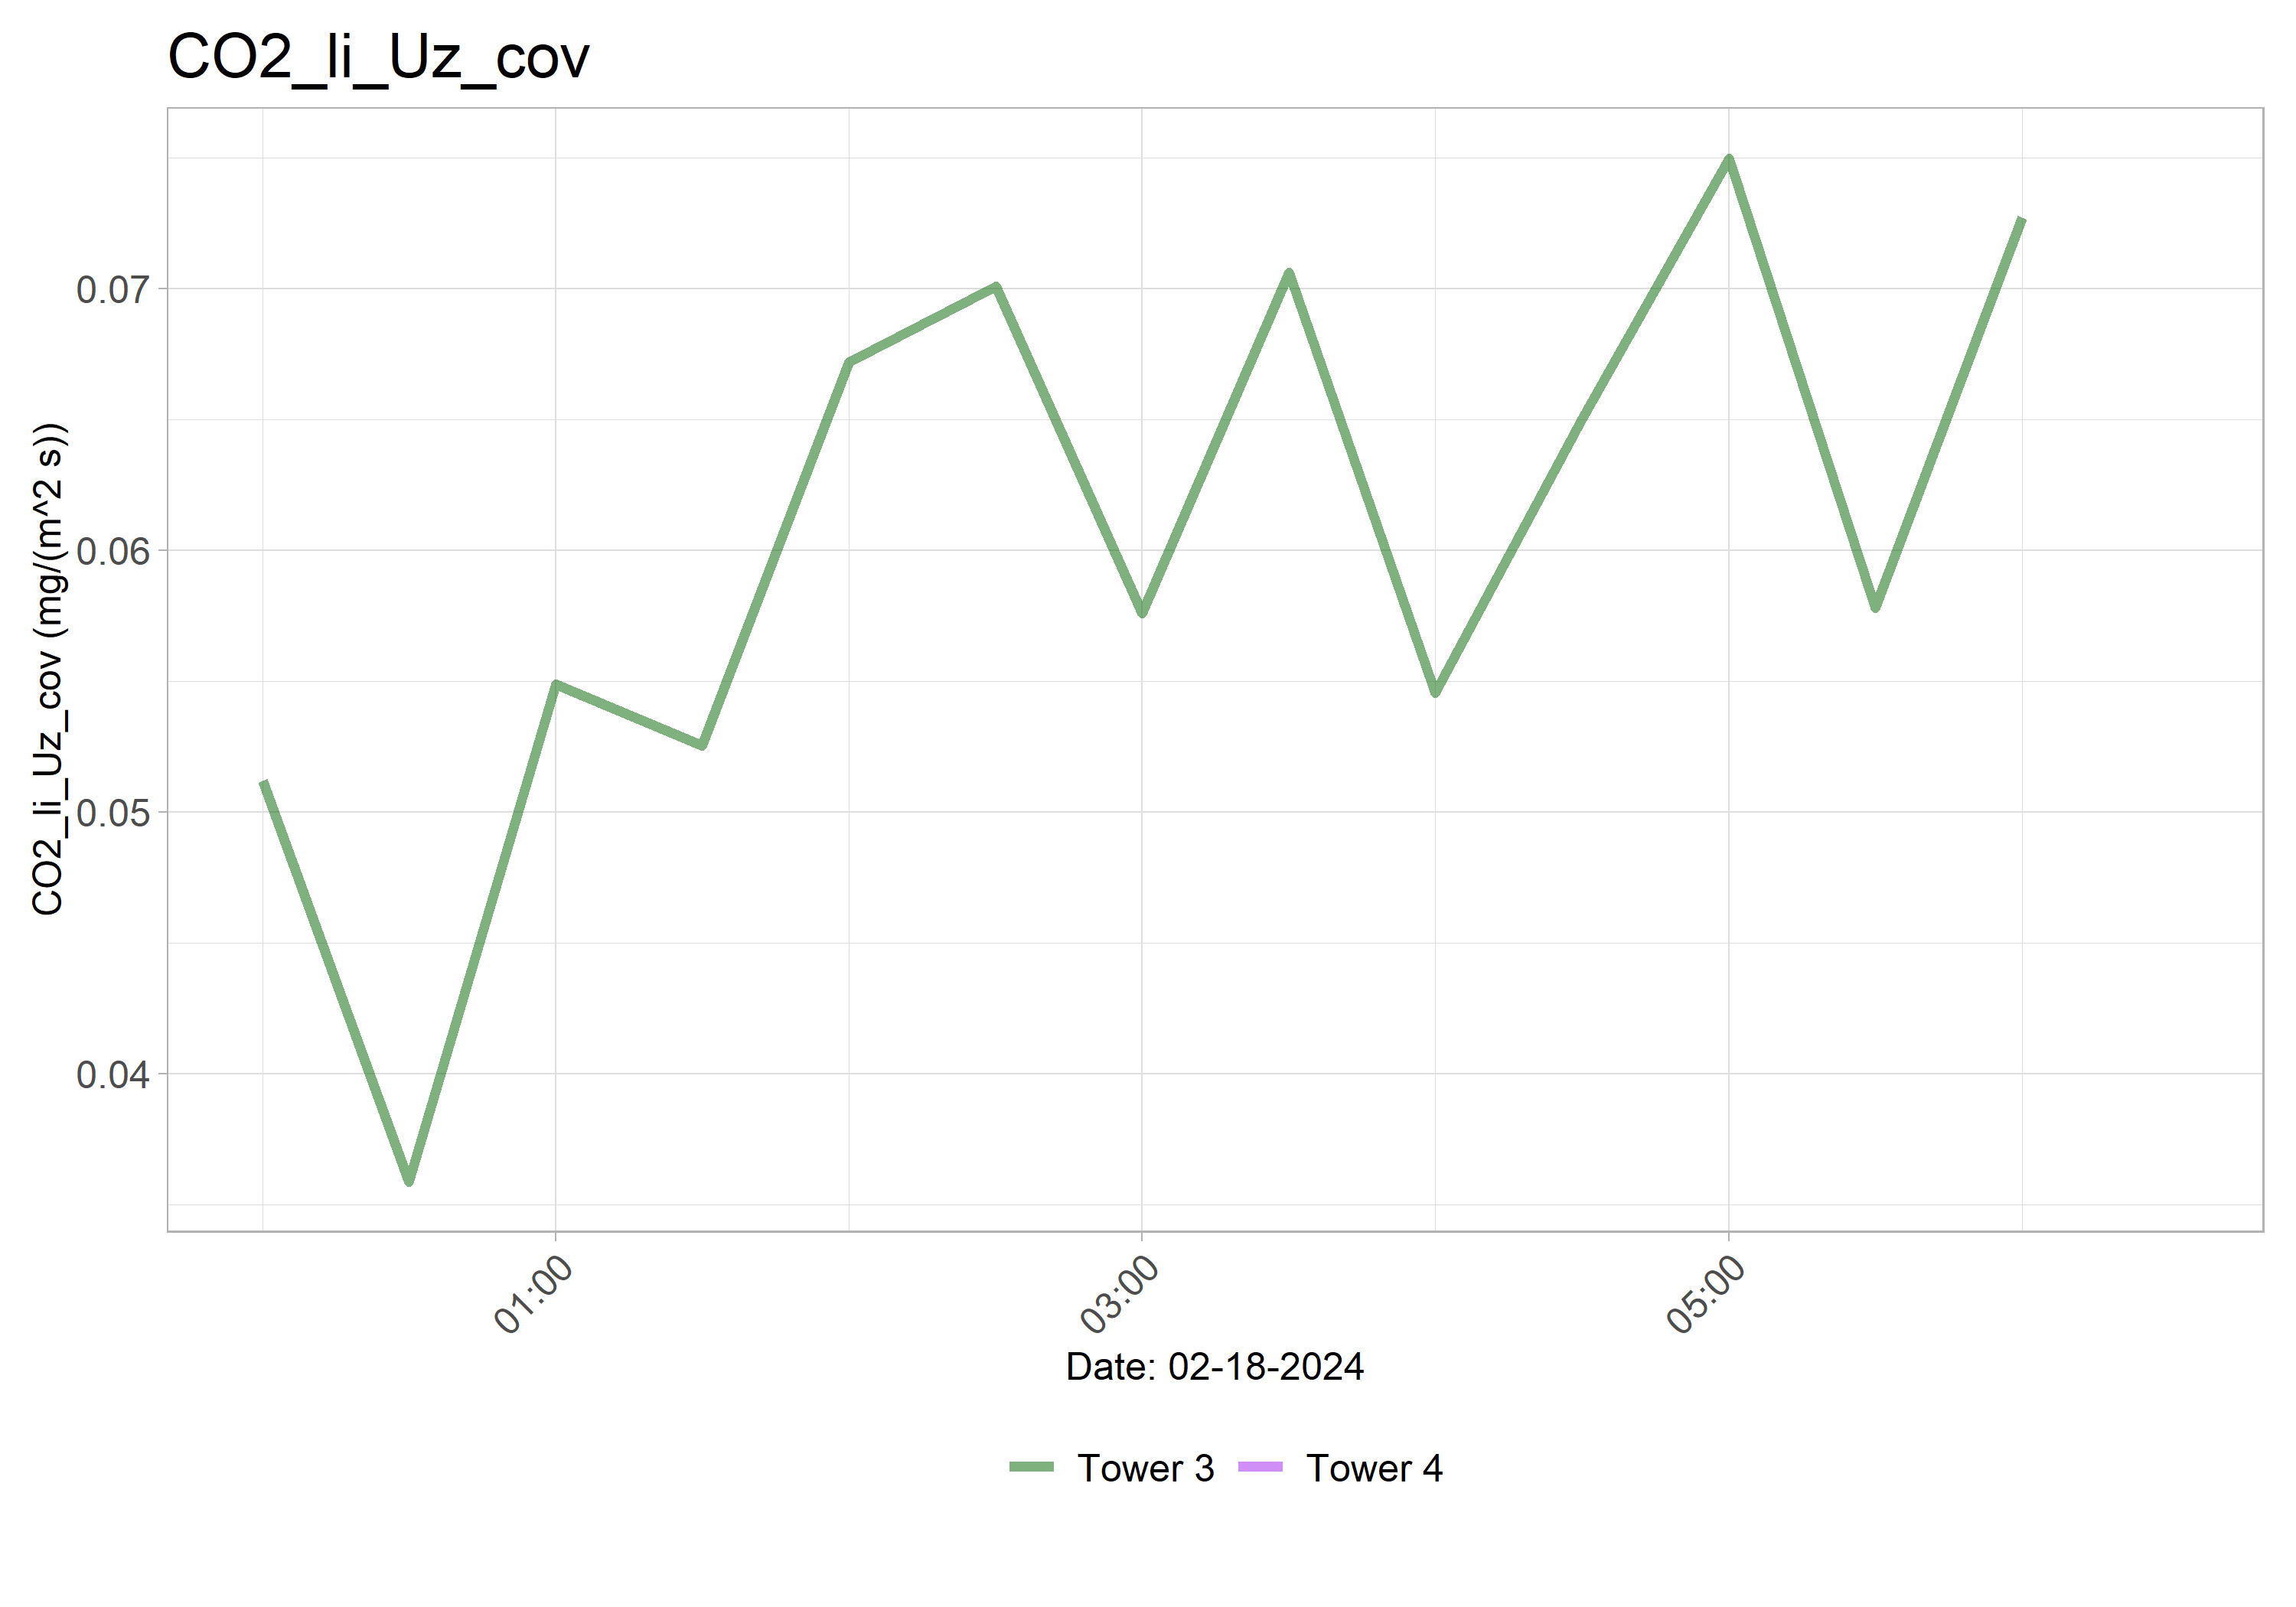 CO2_li_Uz_cov
CO2_li_Uz_cov (mg/(m^2 s))
0.07
0.06
0.05
0.04
01:00
03:00
05:00
Date: 02-18-2024
Tower 3
Tower 4